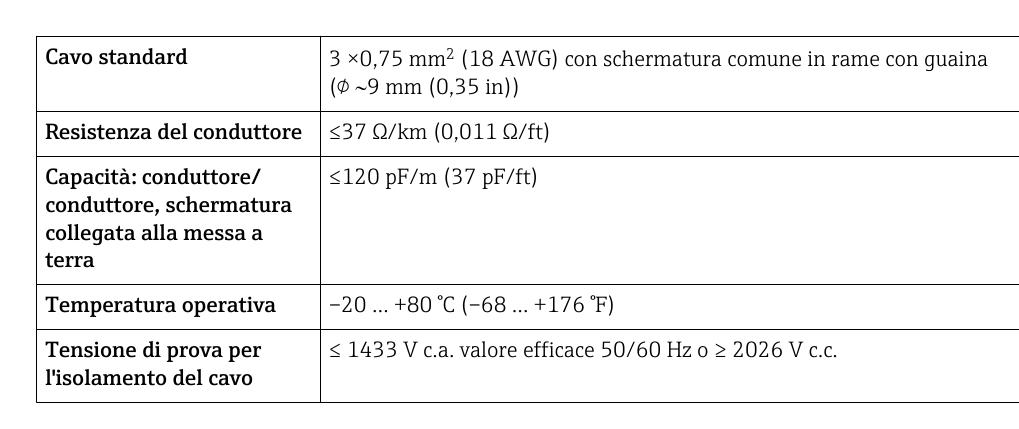 Cavo standard
3 ×0,75 mm² (18 AWG) con schermatura comune in rame con guaina
(∅ ~9 mm (0,35 in))
Resistenza del conduttore
≤37 Ω/km (0,011 Ω/ft)
Capacità: conduttore/
conduttore, schermatura
collegata alla messa a
terra
≤120 pF/m (37 pF/ft)
Temperatura operativa
–20 … +80 °C (–68 … +176 °F)
Tensione di prova per
l'isolamento del cavo
≤ 1433 V c.a. valore efficace 50/60 Hz o ≥ 2026 V c.c.